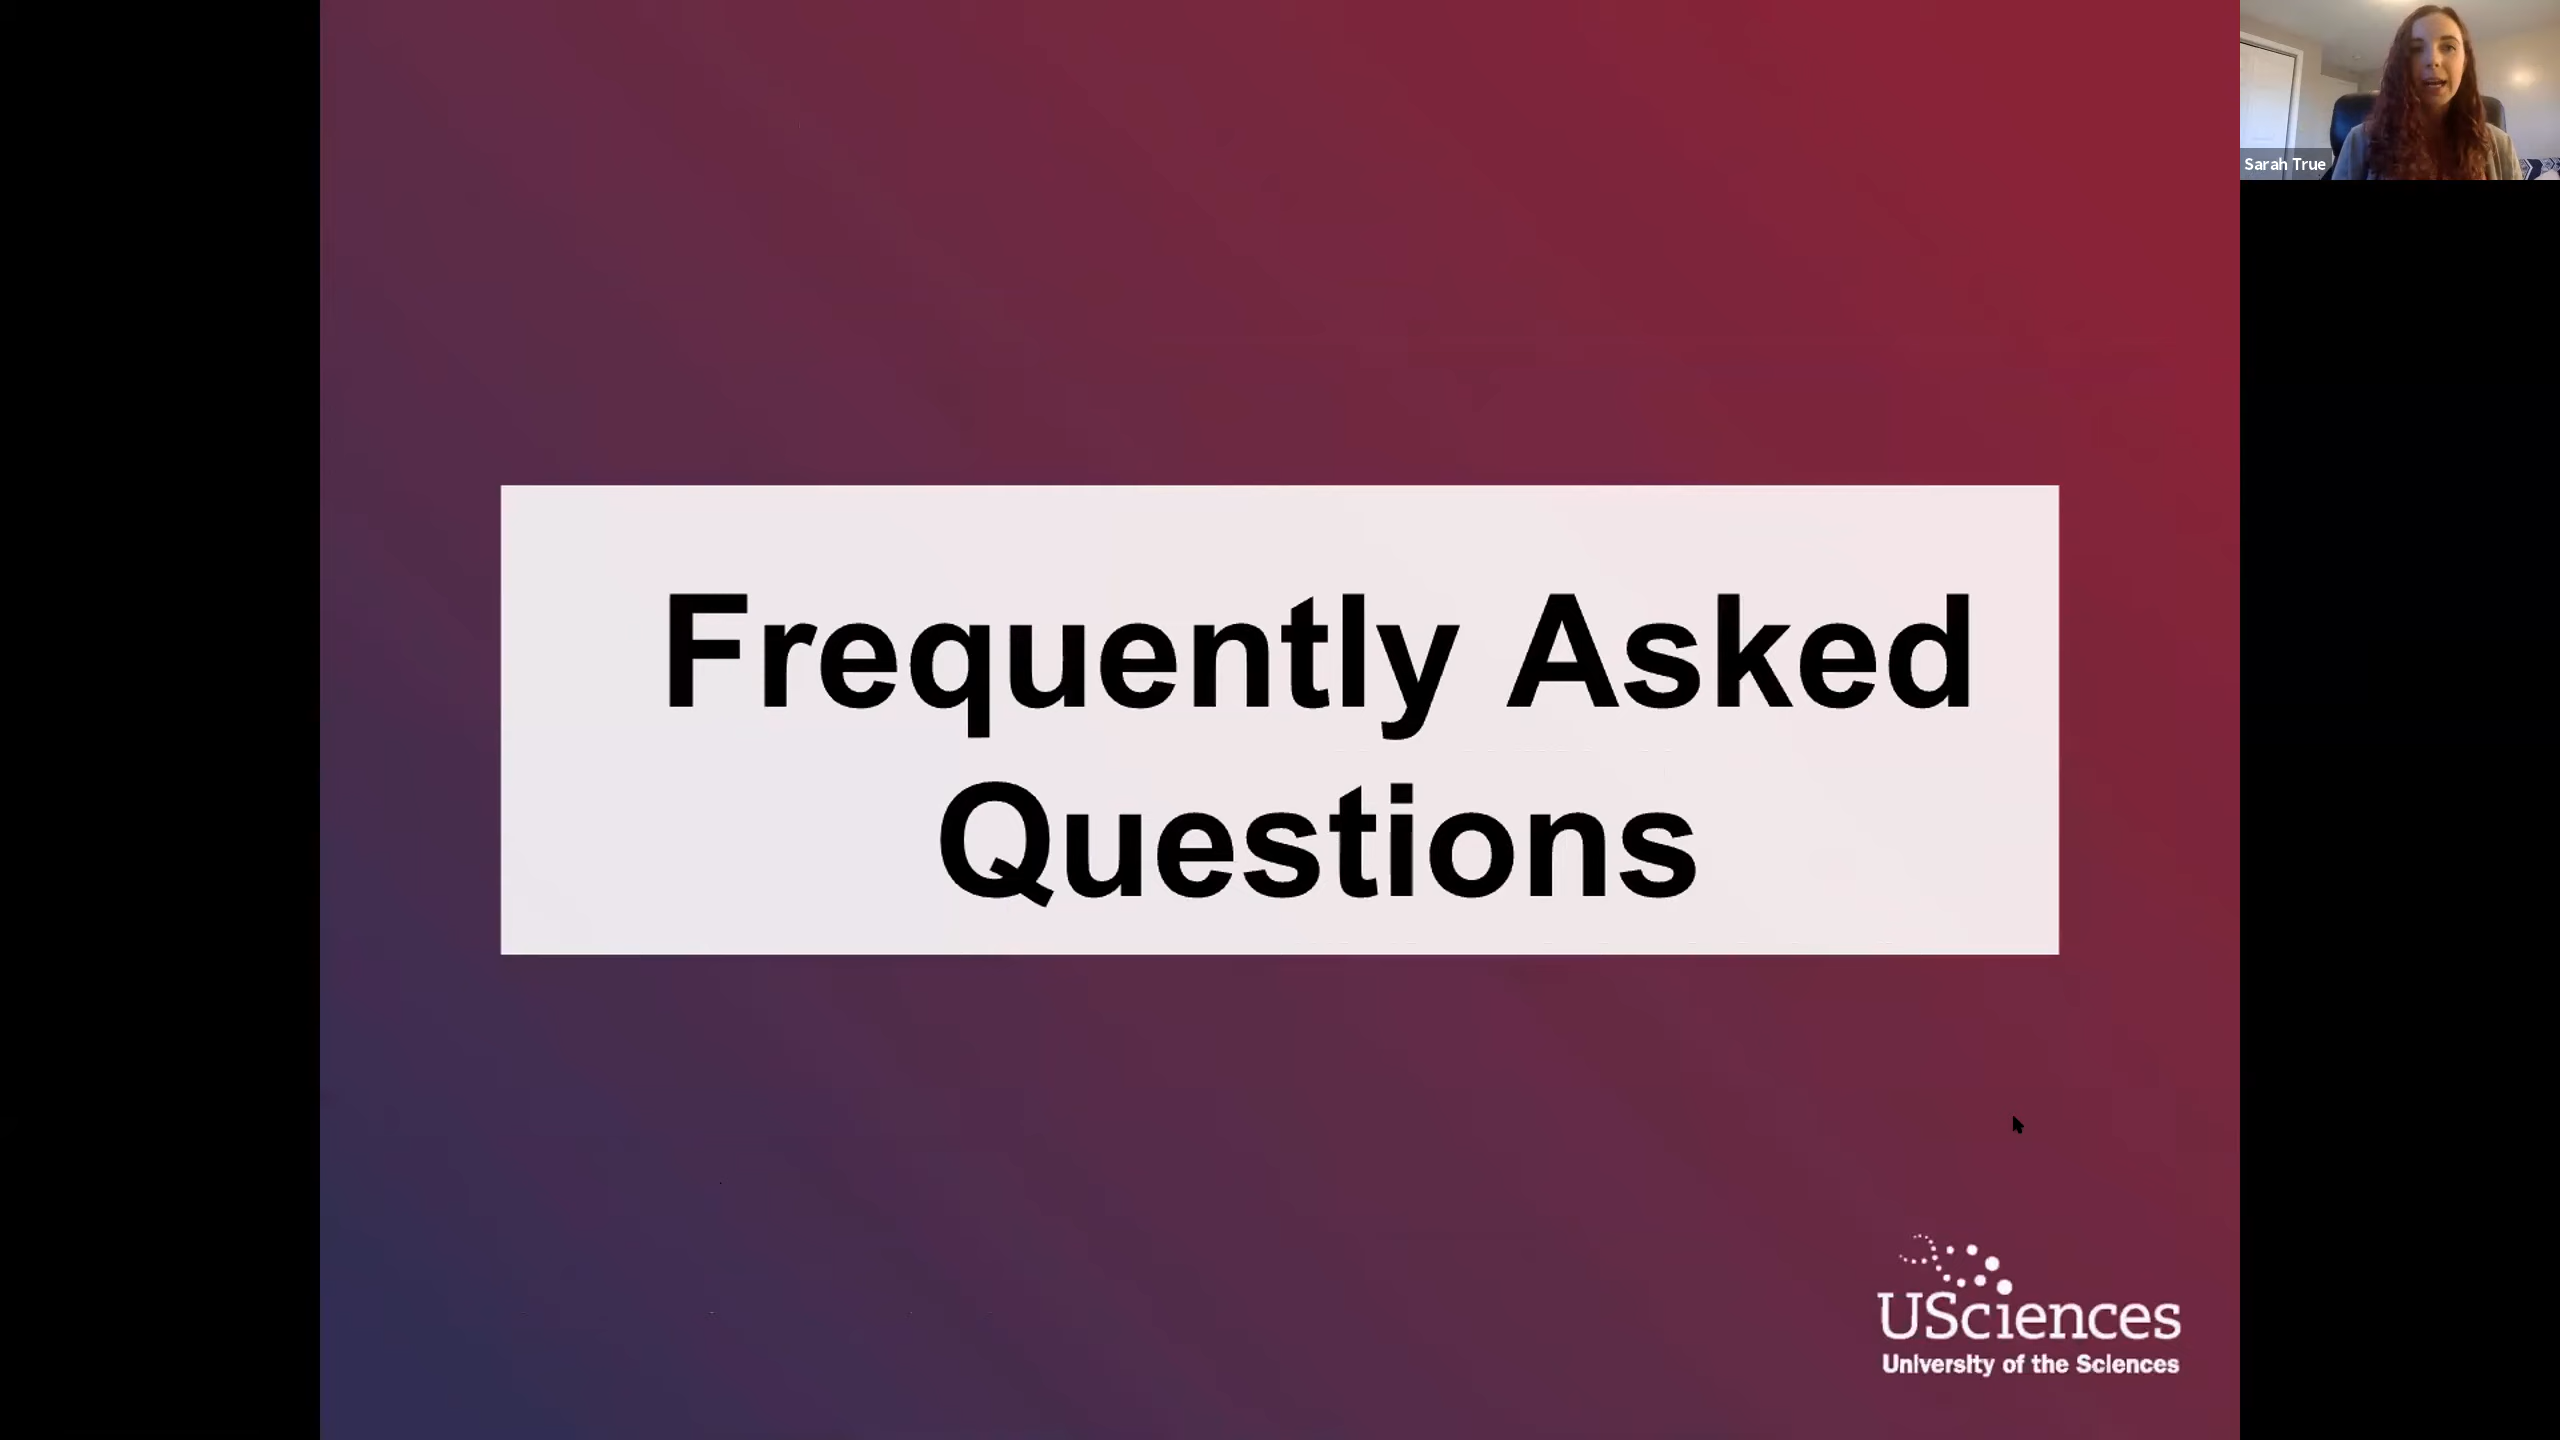 Sarah True
Frequently Asked
Questions
USciences
University of the Sciences